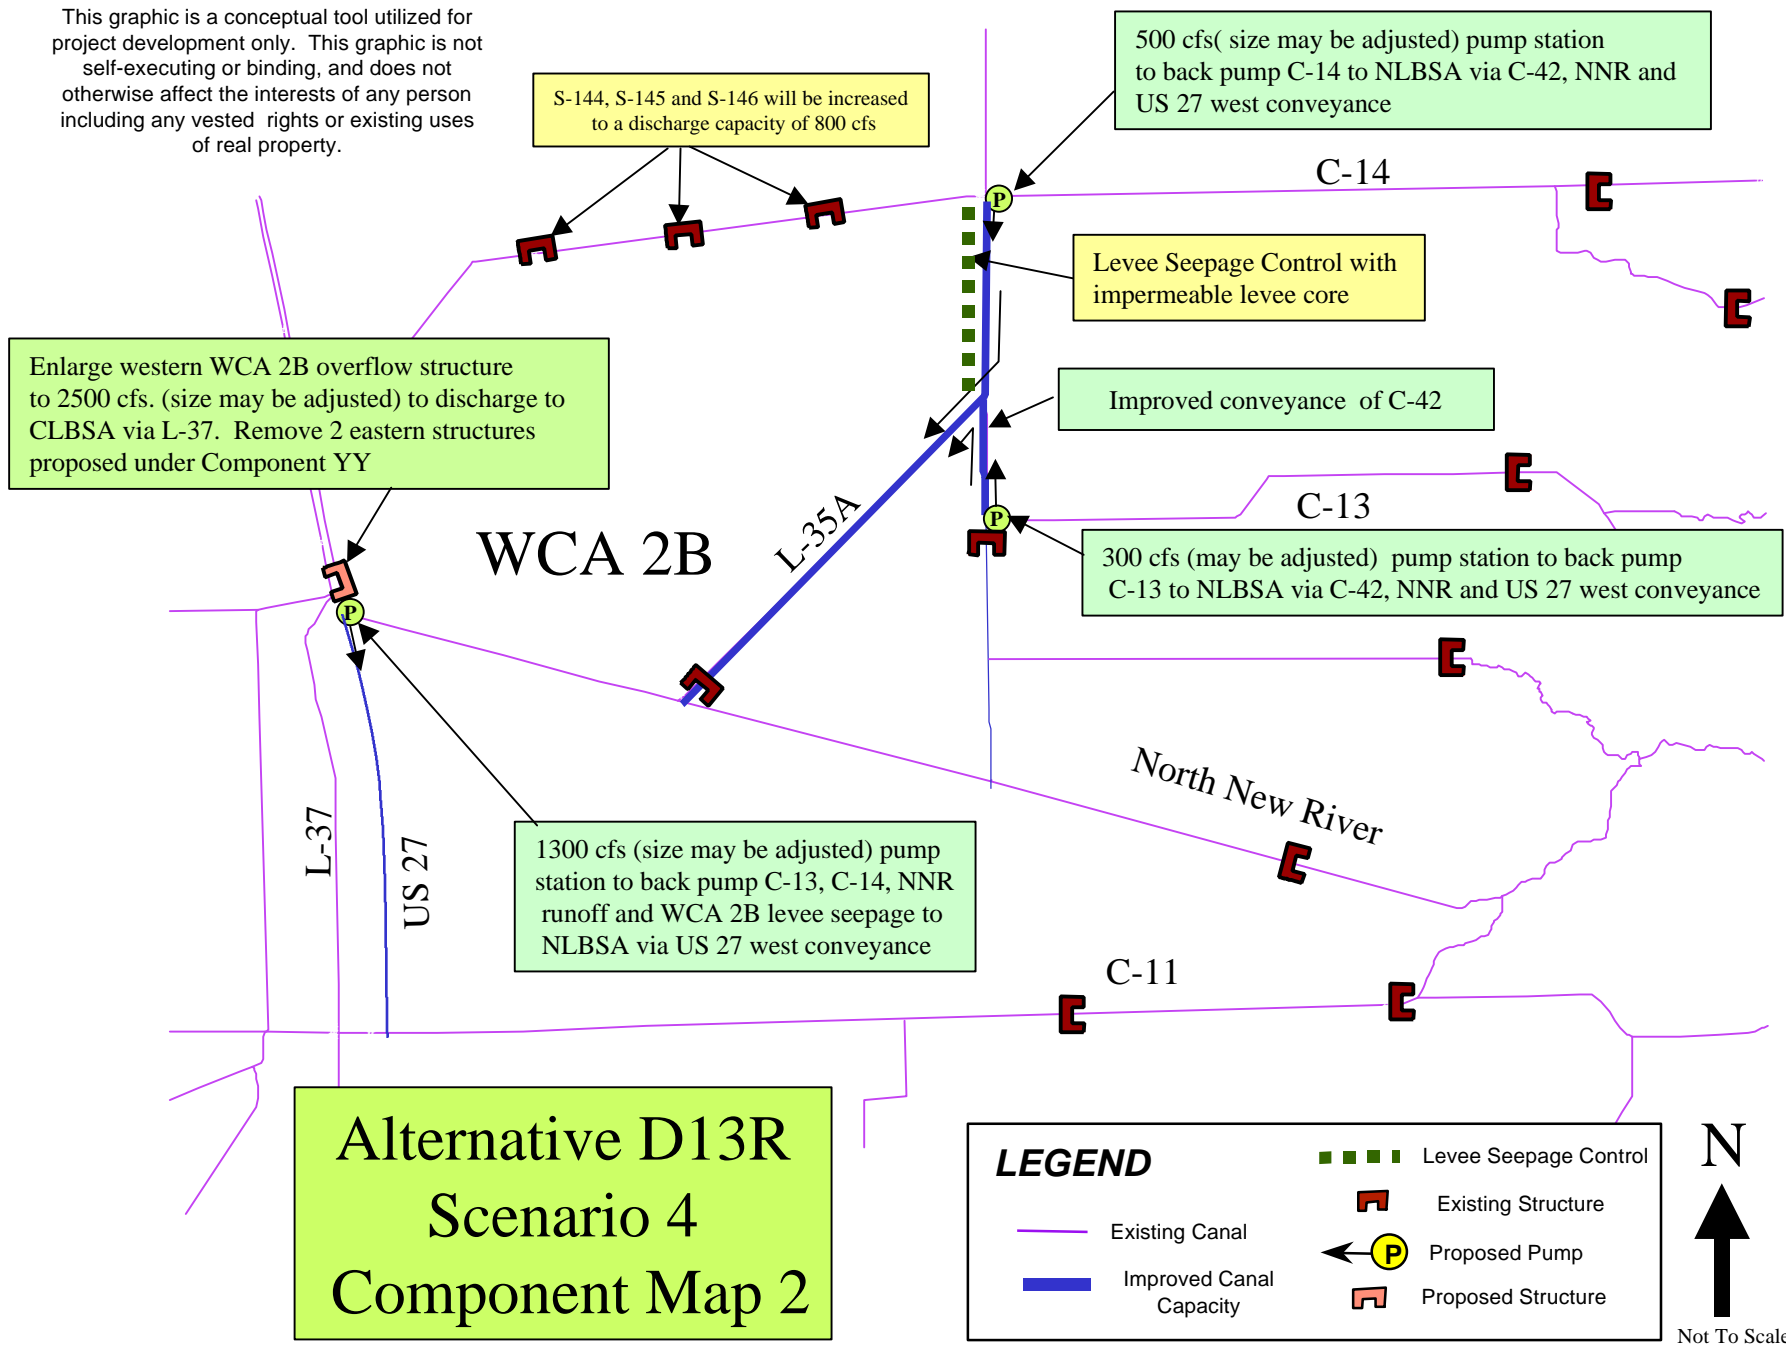 This graphic is a conceptual tool utilized for
project development only.  This graphic is not
self-executing or binding, and does not
otherwise affect the interests of any person
including any vested  rights or existing uses
of real property.
S-144, S-145 and S-146 will be increased
to a discharge capacity of 800 cfs
500 cfs( size may be adjusted) pump station
to back pump C-14 to NLBSA via C-42, NNR and
US 27 west conveyance
C-14
P
Levee Seepage Control with
impermeable levee core
Enlarge western WCA 2B overflow structure
to 2500 cfs. (size may be adjusted) to discharge to
CLBSA via L-37.  Remove 2 eastern structures
proposed under Component YY
Improved conveyance  of C-42
WCA 2B
L-35A
C-13
P
300 cfs (may be adjusted)  pump station to back pump
C-13 to NLBSA via C-42, NNR and US 27 west conveyance
P
North New River
L-37
US 27
1300 cfs (size may be adjusted) pump
station to back pump C-13, C-14, NNR
runoff and WCA 2B levee seepage to
NLBSA via US 27 west conveyance
C-11
Alternative D13R
Scenario 4
Component Map 2
LEGEND
Existing Canal
Improved Canal
Capacity
Levee Seepage Control
Existing Structure
P
Proposed Pump
Proposed Structure
N
Not To Scale